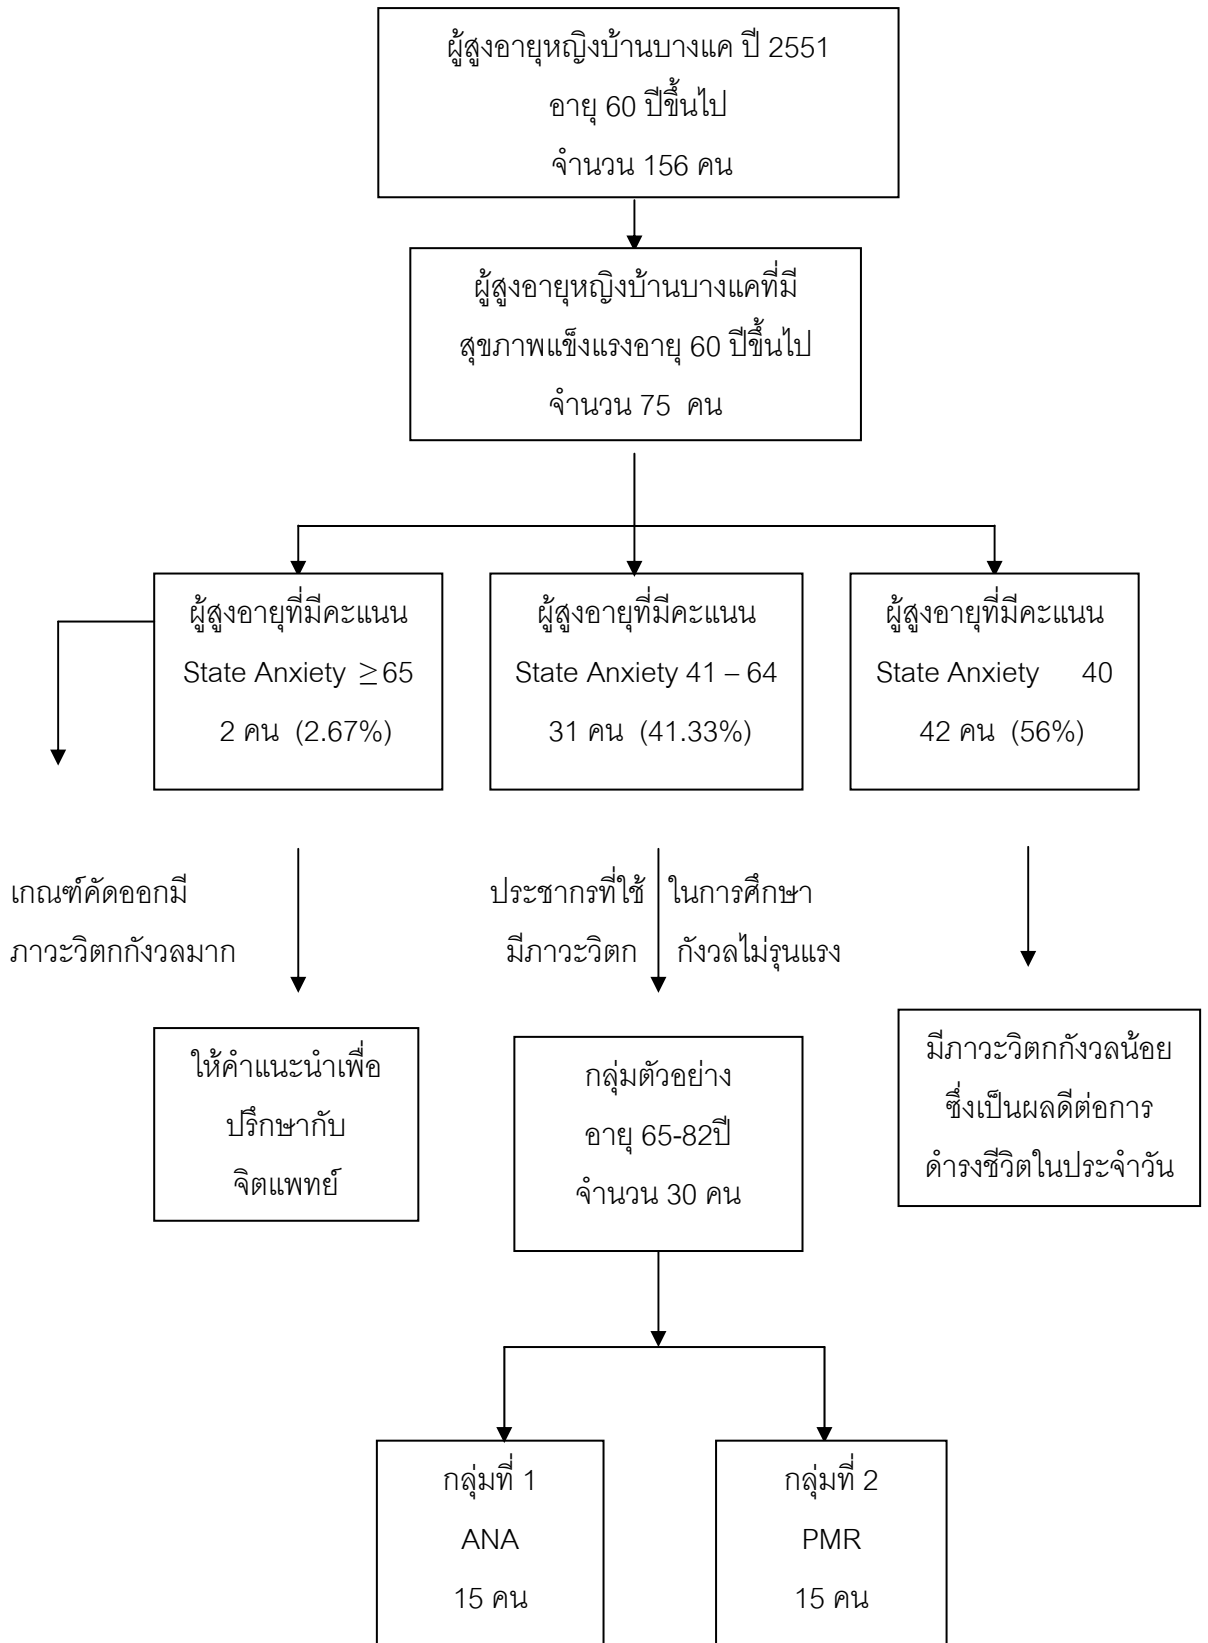 ผู้สูงอายุหญิงบ้านบางแค ปี 2551
อายุ 60 ปีขึ้นไป
จำนวน 156 คน
ผู้สูงอายุหญิงบ้านบางแคที่มี
สุขภาพแข็งแรงอายุ 60 ปีขึ้นไป
จำนวน 75 คน
ผู้สูงอายุที่มีคะแนน
State Anxiety ≥65
2 คน (2.67%)
ผู้สูงอายุที่มีคะแนน
State Anxiety 41 – 64
31 คน (41.33%)
ผู้สูงอายุที่มีคะแนน
State Anxiety 40
42 คน (56%)
เกณฑ์คัดออกมี
ภาวะวิตกกังวลมาก
ประชากรที่ใช้ ในการศึกษา
มีภาวะวิตก กังวลไม่รุนแรง
ให้คำแนะนำเพื่อ
ปรึกษากับ
จิตแพทย์
กลุ่มตัวอย่าง
อายุ 65-82ปี
จำนวน 30 คน
มีภาวะวิตกกังวลน้อย
ซึ่งเป็นผลดีต่อการ
ดำรงชีวิตในประจำวัน
กลุ่มที่ 1
ANA
15 คน
กลุ่มที่ 2
PMR
15 คน